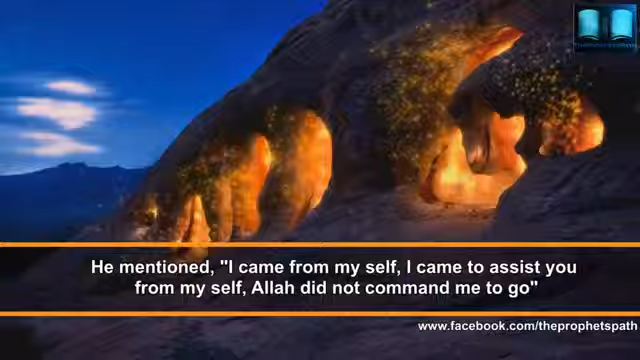 He mentioned, "I came from my self, I came to assist you
from my self, Allah did not command me to go"
www.facebook.com/theprophetspath